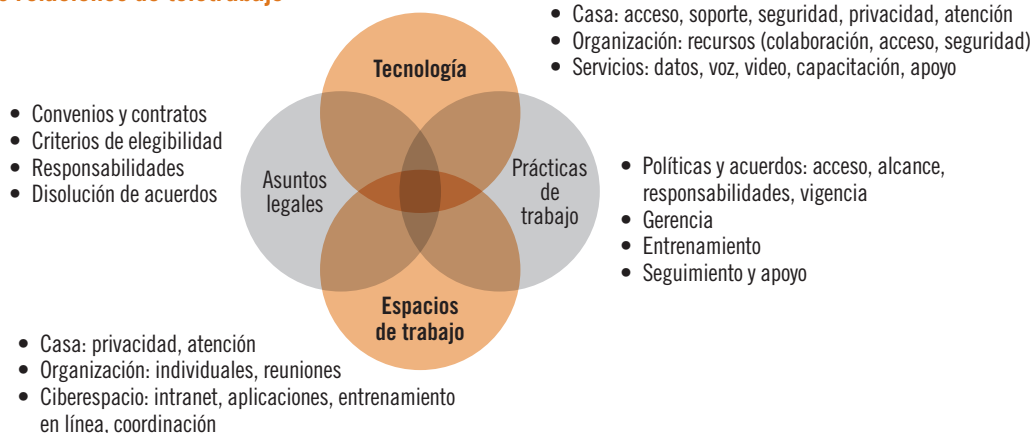 relaciones de teletrabajo
• Casa: acceso, soporte, seguridad, privacidad, atención
• Organización: recursos (colaboración, acceso, seguridad)
• Servicios: datos, voz, video, capacitación, apoyo
Tecnología
• Convenios y contratos
• Criterios de elegibilidad
• Responsabilidades
• Disolución de acuerdos
Asuntos
legales
Prácticas
de
trabajo
• Políticas y acuerdos: acceso, alcance,
responsabilidades, vigencia
• Gerencia
• Entrenamiento
• Seguimiento y apoyo
Espacios
de trabajo
• Casa: privacidad, atención
• Organización: individuales, reuniones
• Ciberespacio: intranet, aplicaciones, entrenamiento
en línea, coordinación